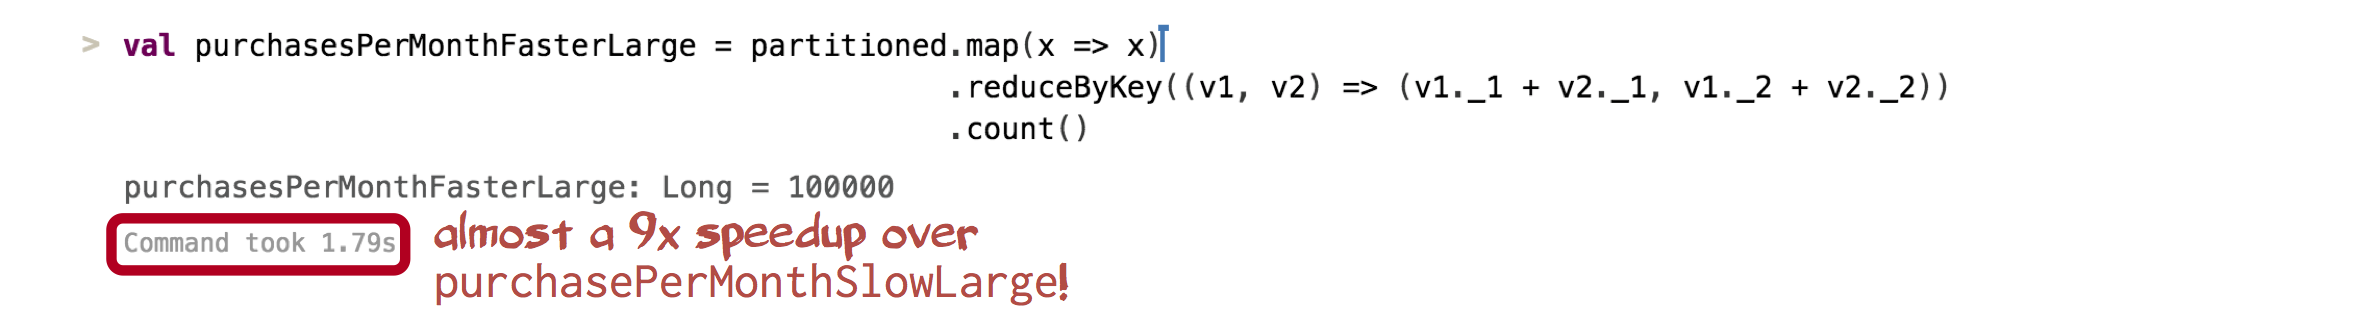 > val purchasesPerMonthFasterLarge = partitioned.map(x => x)
.reduceByKey((v1, v2) => (v1._1 + v2._1, v1._2 + v2._2))
.count()
purchasesPerMonthFasterLarge: Long = 100000
Command took 1.79s
almost a 9x speedup over
purchasePerMonthSlowLarge!